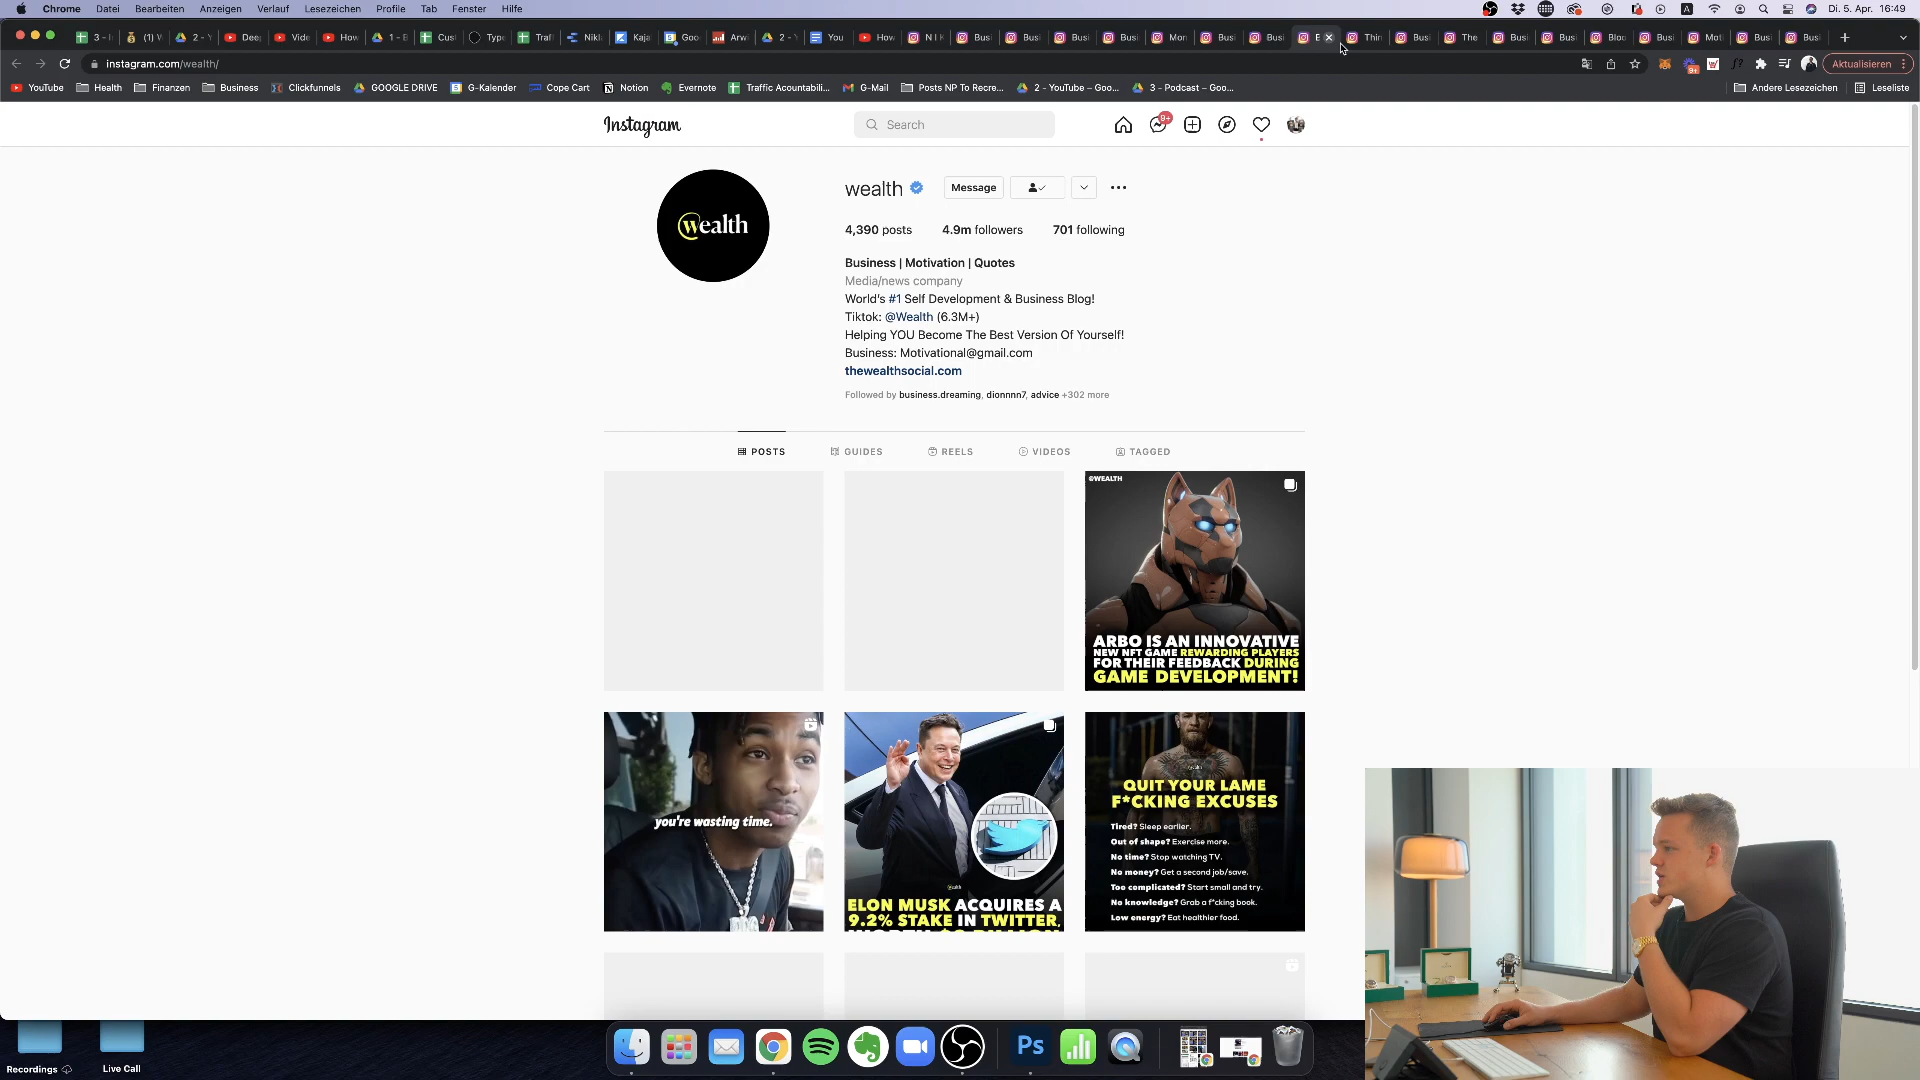 Chrome Datei Bearbeiten Anzeigen Verlauf Lesezeichen Profile Tab Fenster Hilfe
Di. 5. Apr. 16:49
instagram.com/wealth/
Aktualisieren
YouTube Health Finanzen Business Clickfunnels GOOGLE DRIVE G-Kalender Cope Cart Notion Evernote Traffic Acountabili... G-Mail Posts NP To Recre... 2 - YouTube – Goo... 3 - Podcast – Goo... Andere Lesezeichen Leseliste
Instagram
Search
9+
wealth
wealth
Message
4,390 posts 4.9m followers 701 following
Business | Motivation | Quotes
Media/news company
World's #1 Self Development & Business Blog!
Tiktok: @Wealth (6.3M+)
Helping YOU Become The Best Version Of Yourself!
Business: Motivational@gmail.com
thewealthsocial.com
Followed by business.dreaming, dionnnn7, advice +302 more
POSTS GUIDES REELS VIDEOS TAGGED
@WEALTH
ARBO IS AN INNOVATIVE
NEW NFT GAME REWARDING PLAYERS
FOR THEIR FEEDBACK DURING
GAME DEVELOPMENT!
you're wasting time.
ELON MUSK ACQUIRES A
9.2% STAKE IN TWITTER,
QUIT YOUR LAME
F*CKING EXCUSES
Tired? Sleep earlier.
Out of shape? Exercise more.
No time? Stop watching TV.
No money? Get a second job/save.
Too complicated? Start small and try.
No knowledge? Grab a f*cking book.
Low energy? Eat healthier food.
Ps
Recordings
Live Call